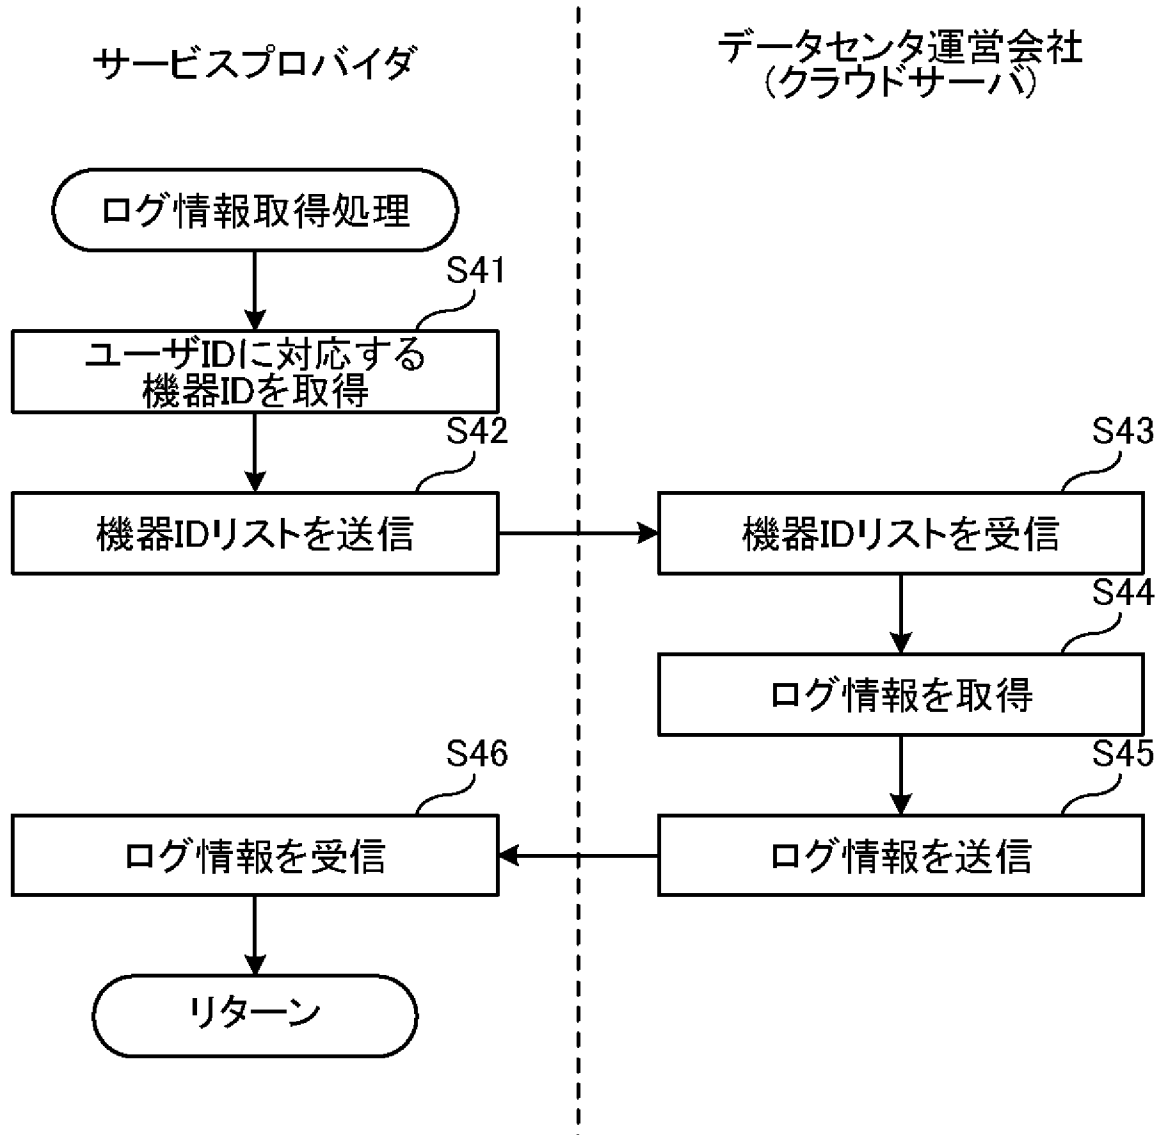 サービスプロバイダ
データセンタ運営会社
(クラウドサーバ)
ログ情報取得処理
S41
ユーザIDに対応する
機器IDを取得
S42
機器IDリストを送信
S43
機器IDリストを受信
S44
ログ情報を取得
S45
ログ情報を送信
S46
ログ情報を受信
リターン